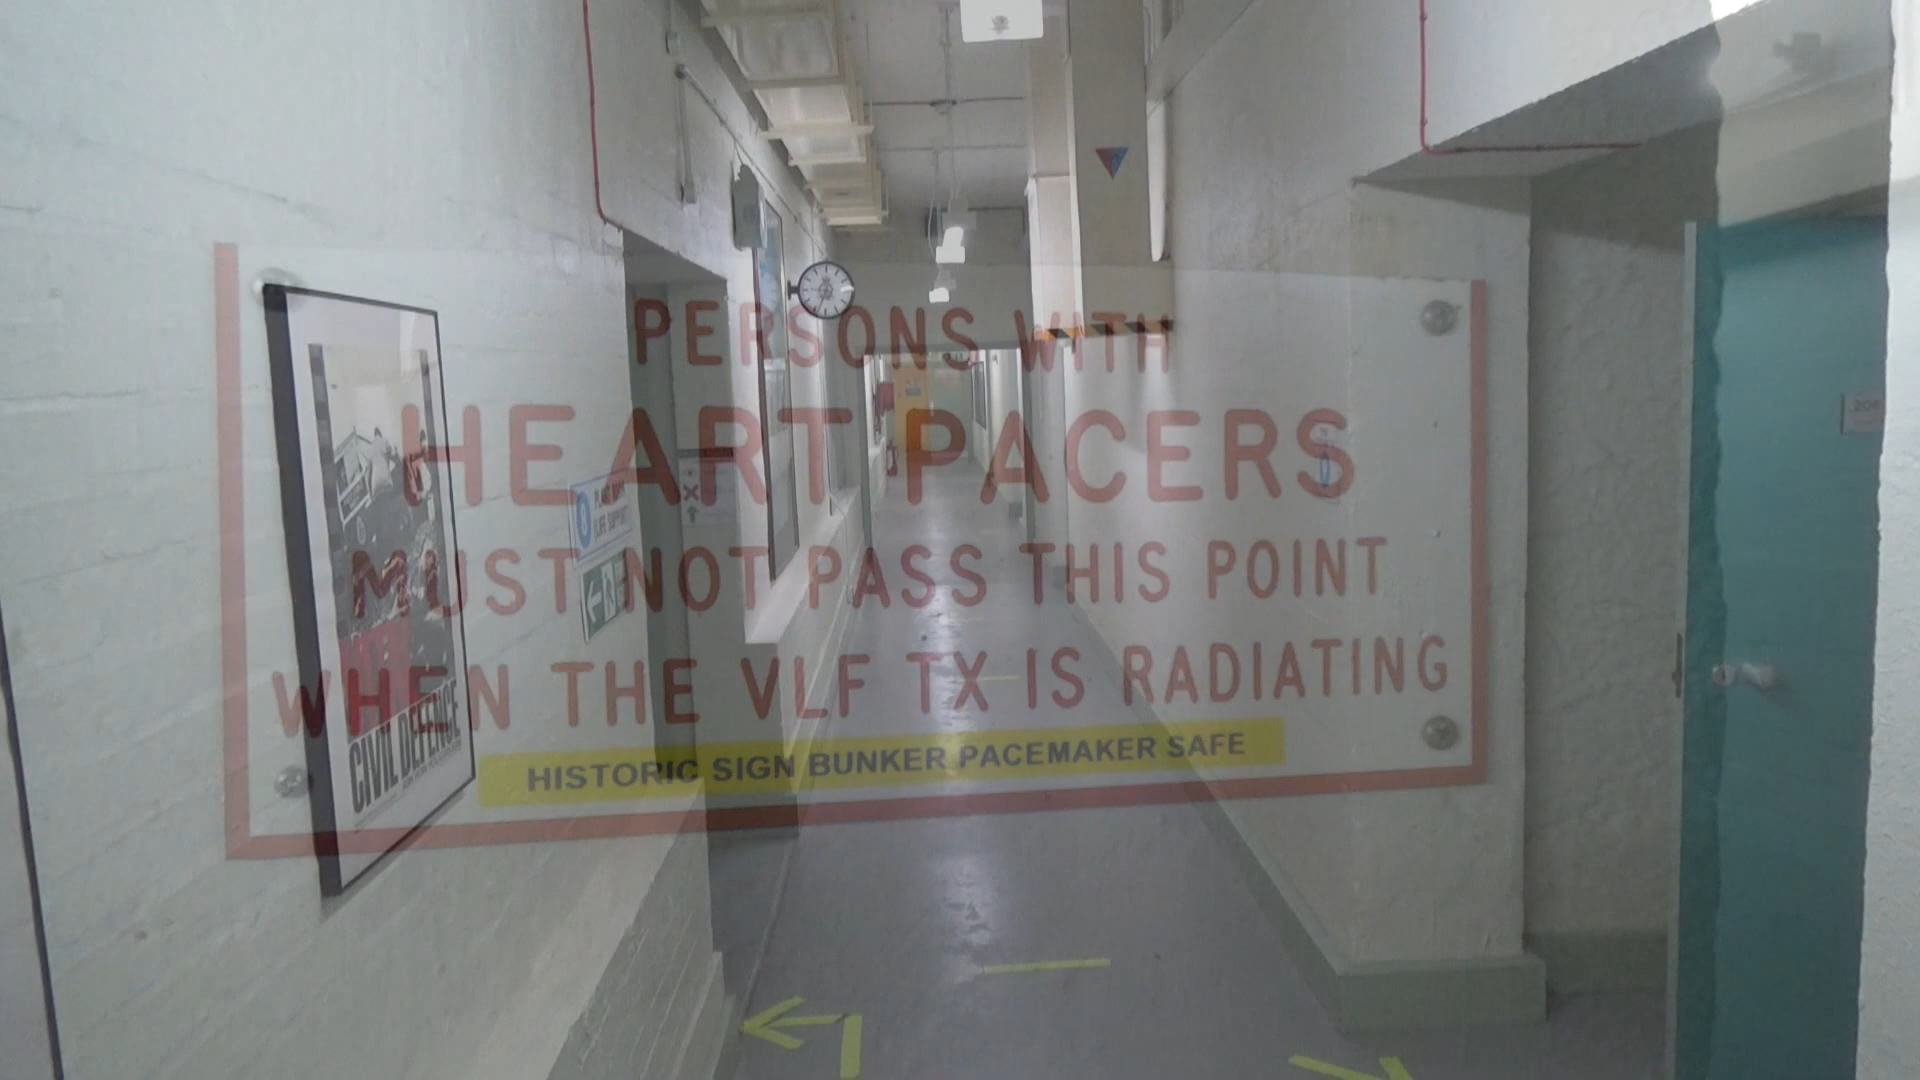 PERSONS WITH
HEART PACERS
MUST NOT PASS THIS POINT
WHEN THE VLF TX IS RADIATING
HISTORIC SIGN BUNKER PACEMAKER SAFE
CIVIL DEFENCE